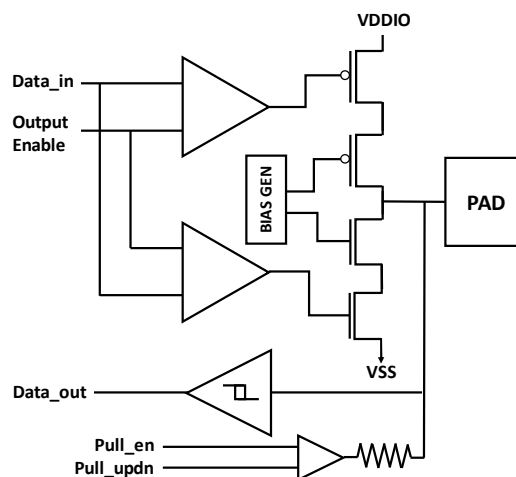 VDDIO
Data_in
Output
Enable
BIAS GEN
PAD
VSS
Data_out
Pull_en
Pull_updn